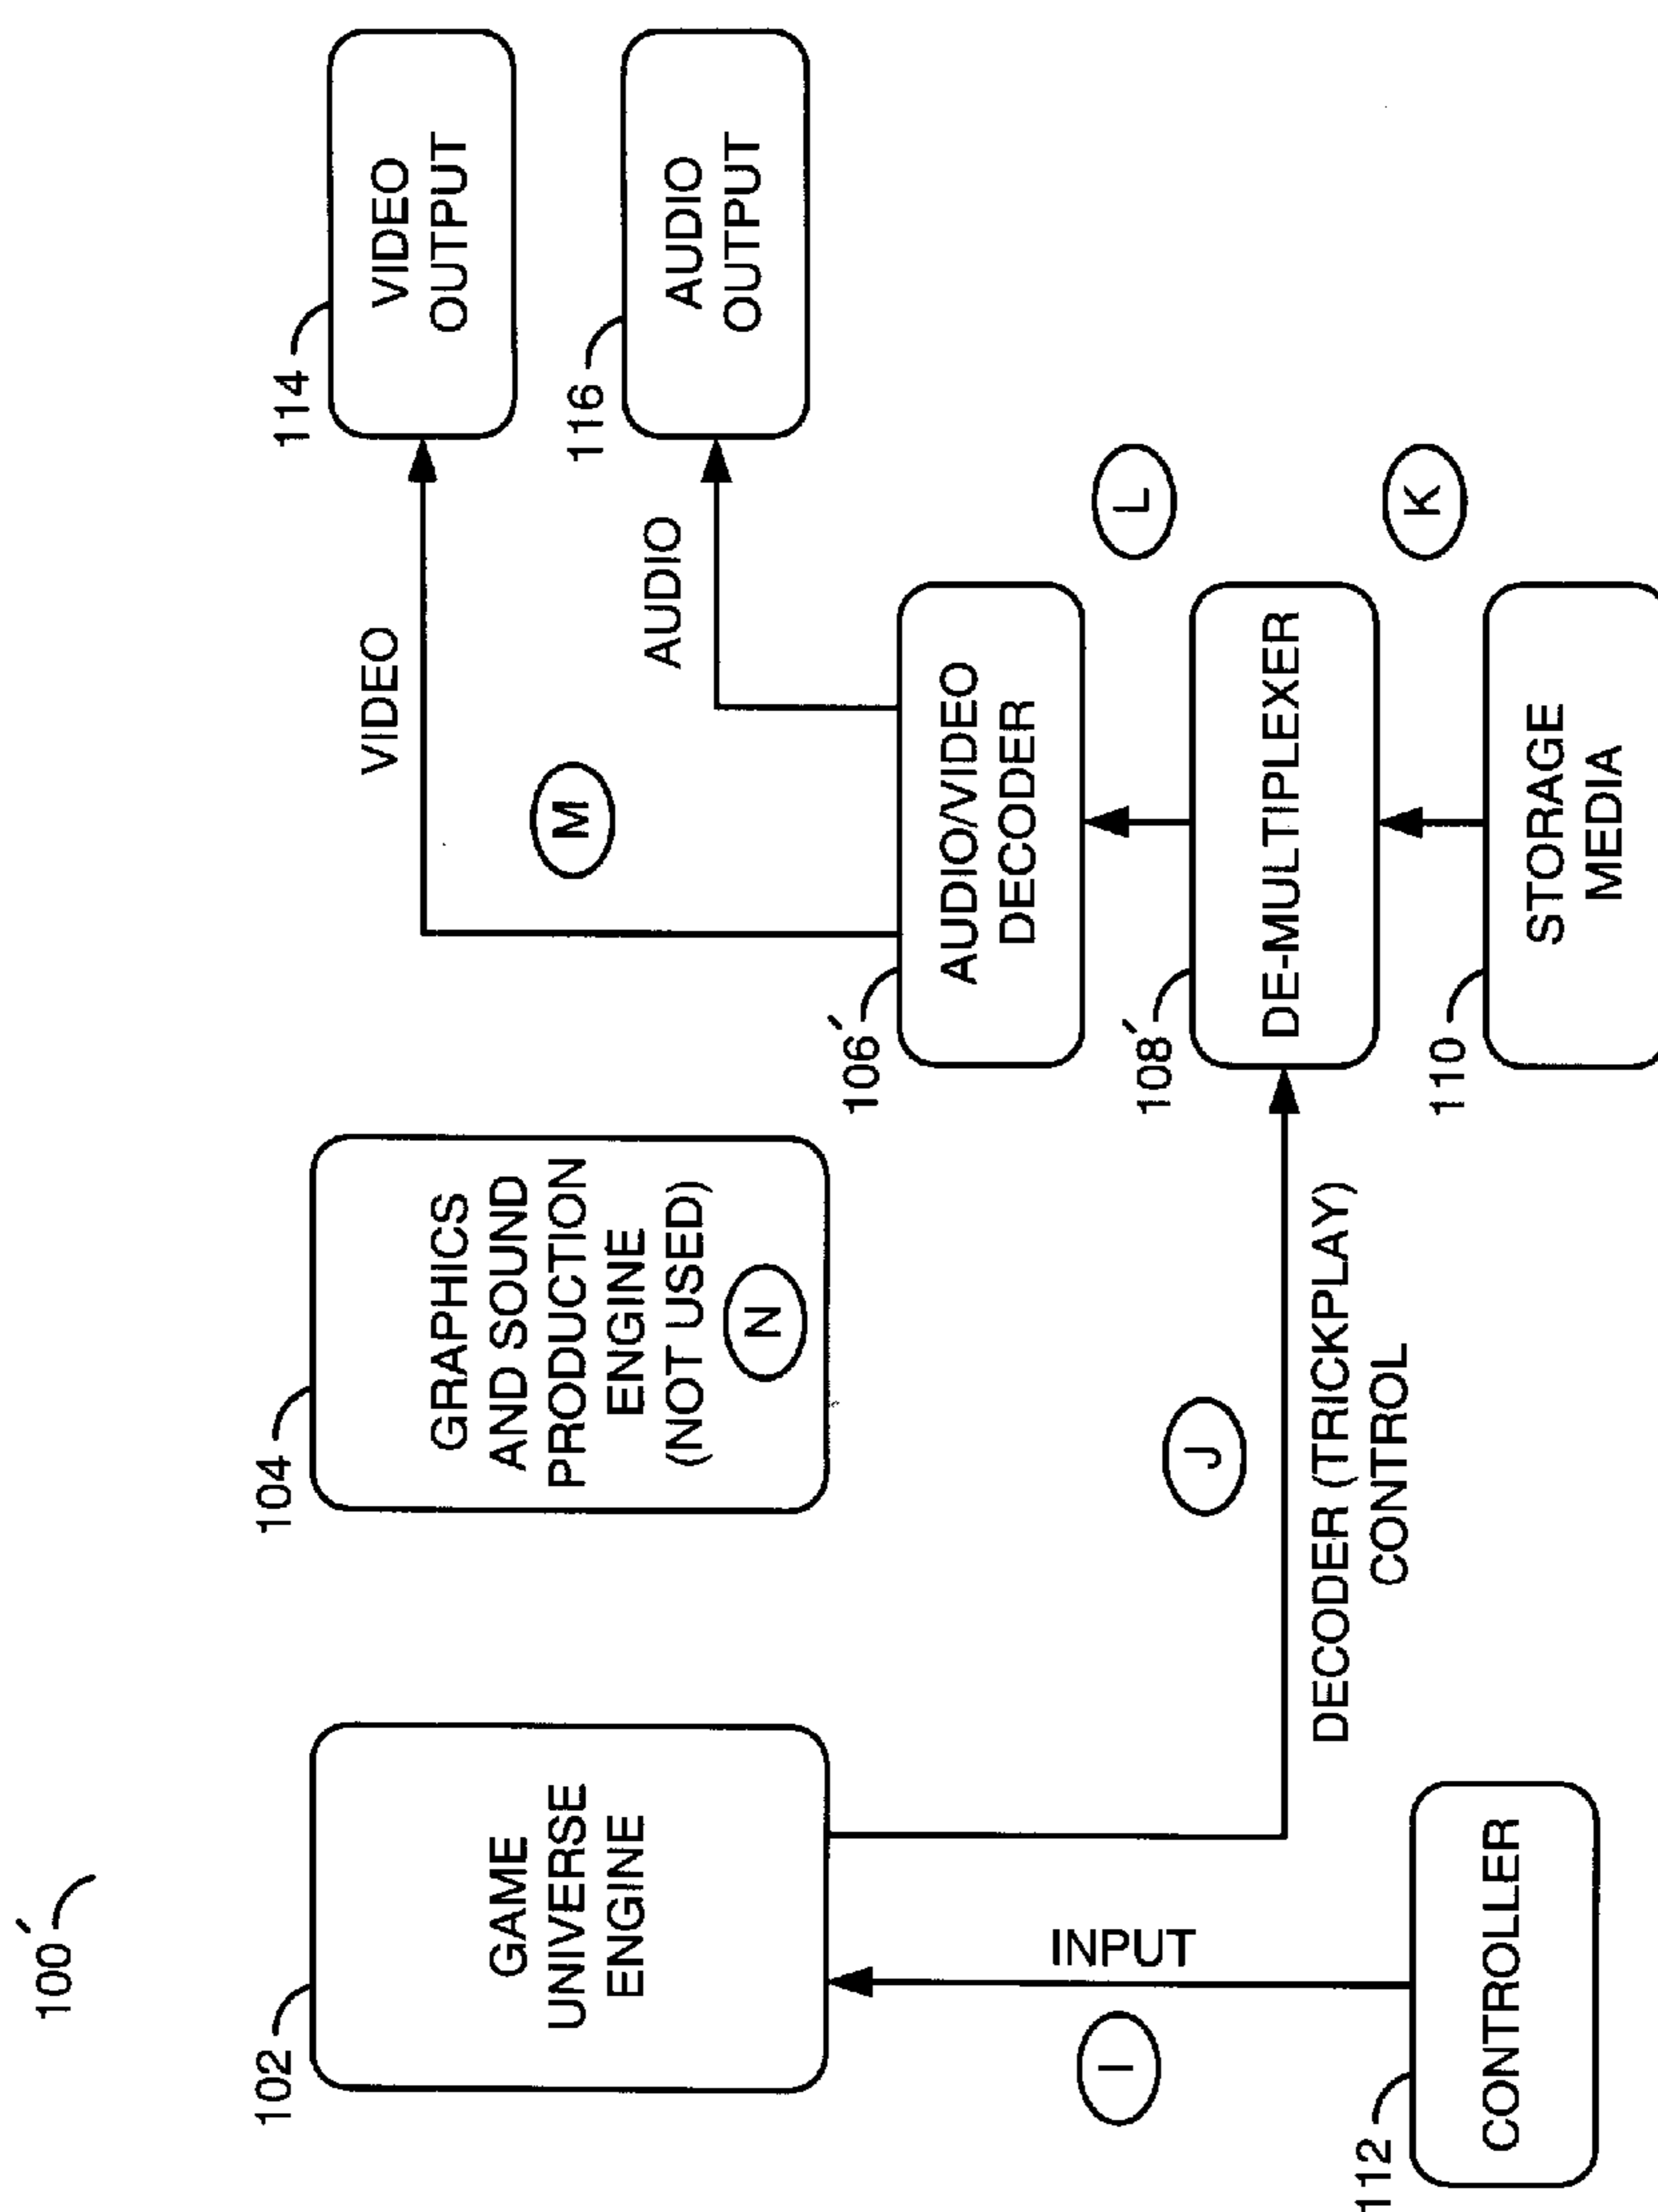 100´
102
GAME
UNIVERSE
ENGINE
104
GRAPHICS
AND SOUND
PRODUCTION
ENGINE
(NOT USED)
N
VIDEO
114
VIDEO
OUTPUT
M
AUDIO
116
AUDIO
OUTPUT
106´
AUDIO/VIDEO
DECODER
L
I
INPUT
J
DECODER (TRICKPLAY)
CONTROL
108´
DE-MULTIPLEXER
K
112
CONTROLLER
110
STORAGE
MEDIA